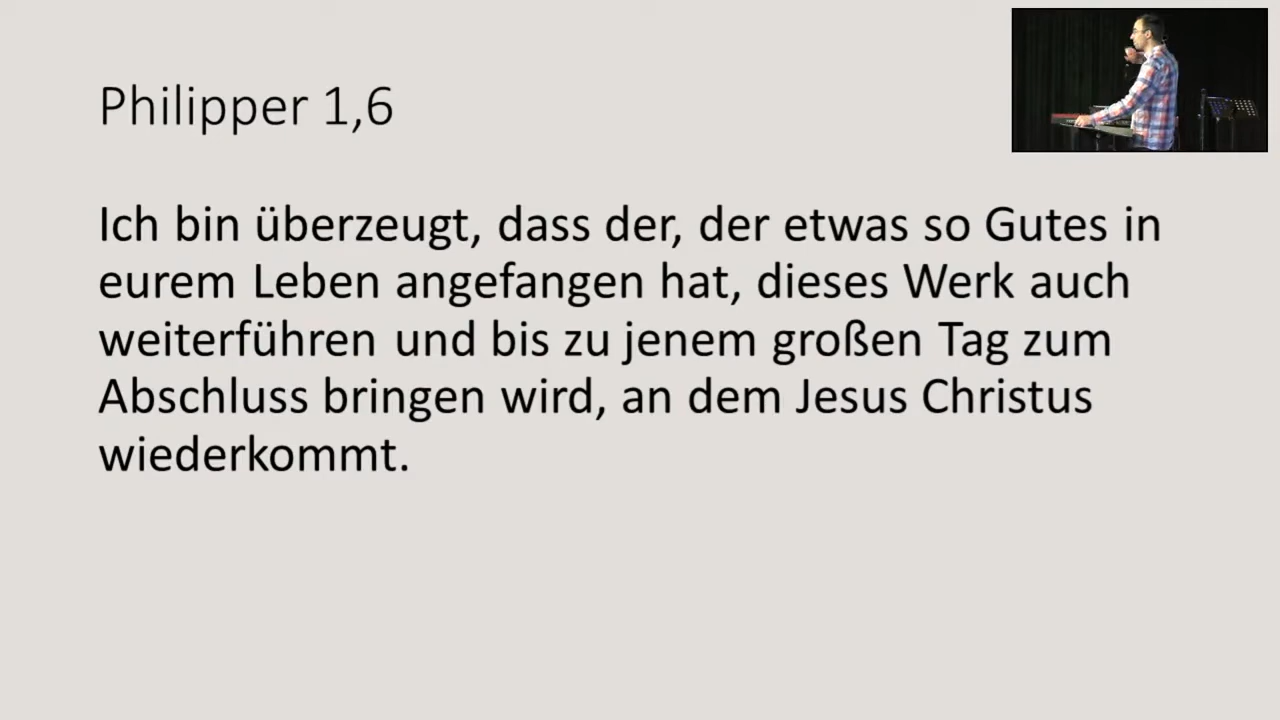 Philipper 1,6
Ich bin überzeugt, dass der, der etwas so Gutes in
eurem Leben angefangen hat, dieses Werk auch
weiterführen und bis zu jenem großen Tag zum
Abschluss bringen wird, an dem Jesus Christus
wiederkommt.